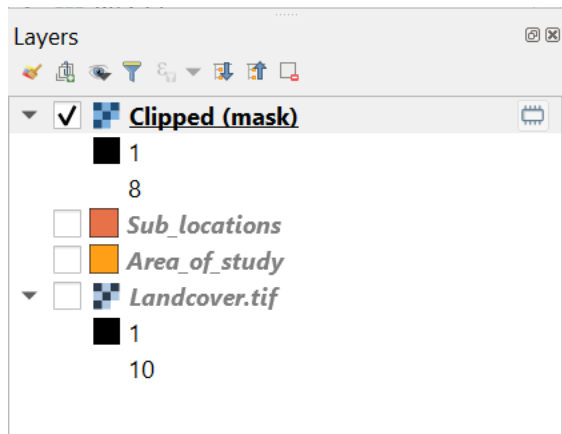 Layers
Clipped (mask)
1
8
Sub_locations
Area_of_study
Landcover.tif
1
10